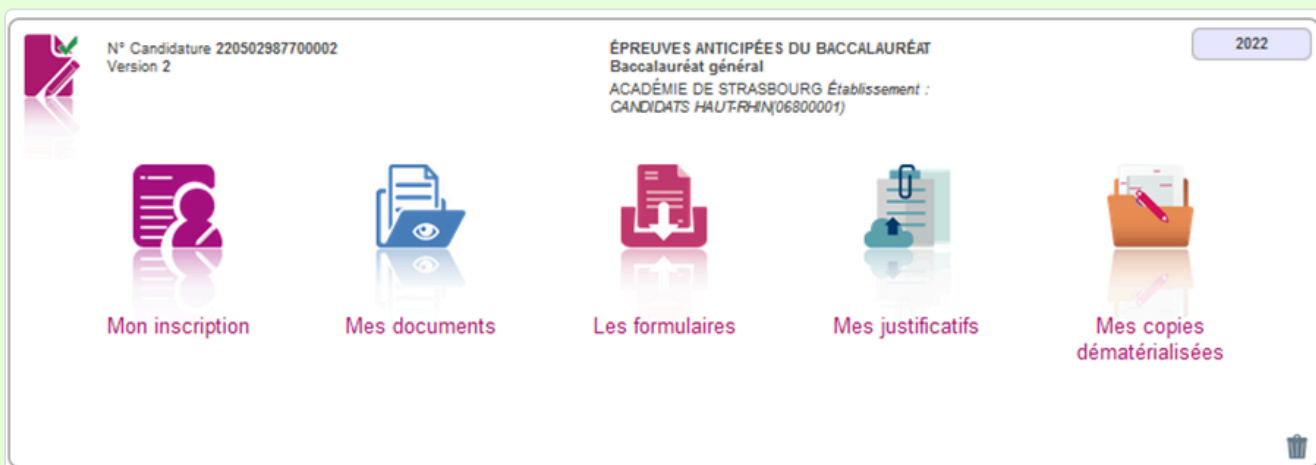 N° Candidature 220502987700002
Version 2
ÉPREUVES ANTICIPÉES DU BACCALAURÉAT
Baccalauréat général
ACADÉMIE DE STRASBOURG Établissement :
CANDIDATS HAUT-RHIN(06800001)
2022
Mon inscription
Mes documents
Les formulaires
Mes justificatifs
Mes copies
dématérialisées